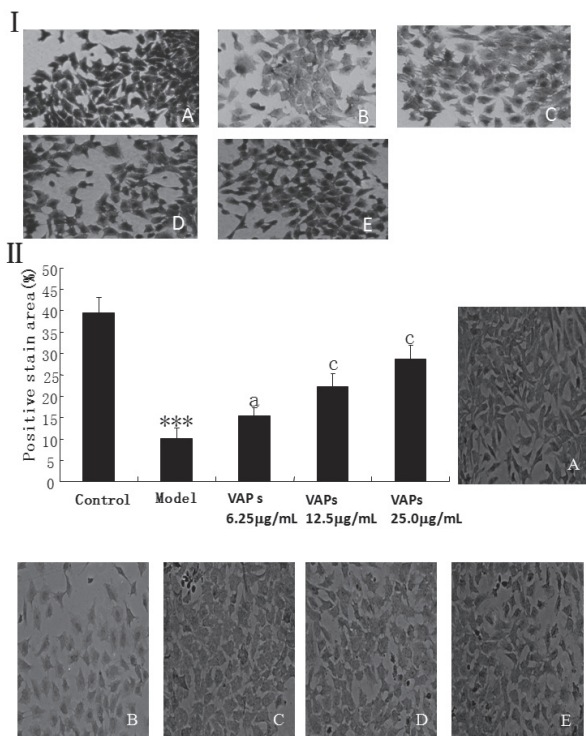 I
A
B
C
D
E
II
Positive stain area(%)
50
45
40
35
30
25
20
15
10
5
0
***
a
c
c
Control Model VAP s VAPs VAPs
6.25µg/mL 12.5µg/mL 25.0µg/mL
A
B
C
D
E